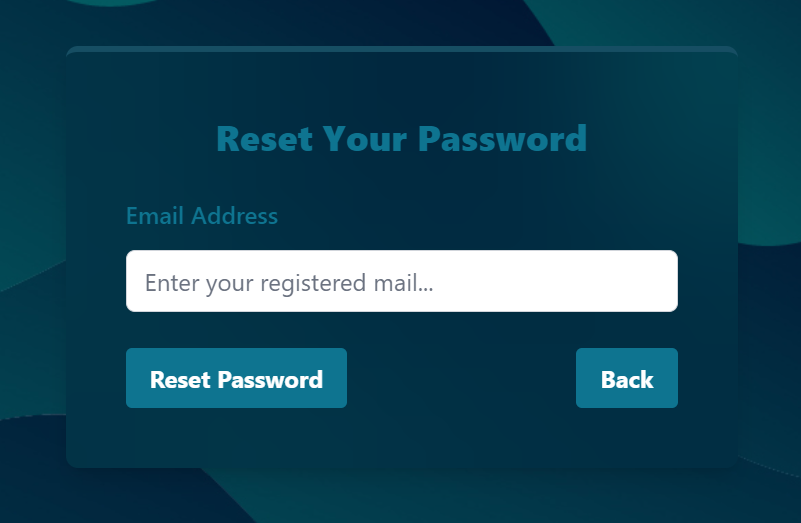 Reset Your Password
Email Address
Enter your registered mail...
Reset Password
Back